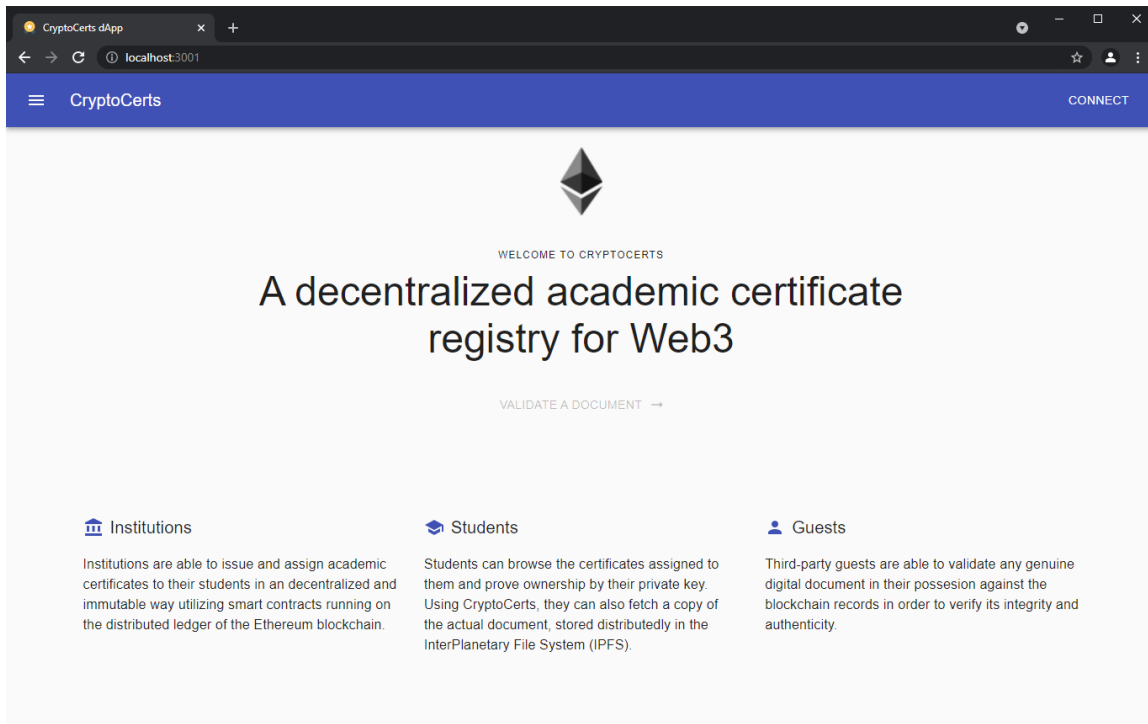 CryptoCerts dApp
localhost:3001
CryptoCerts
CONNECT
WELCOME TO CRYPTOCERTS
A decentralized academic certificate
registry for Web3
VALIDATE A DOCUMENT →
Institutions
Institutions are able to issue and assign academic
certificates to their students in an decentralized and
immutable way utilizing smart contracts running on
the distributed ledger of the Ethereum blockchain.
Students
Students can browse the certificates assigned to
them and prove ownership by their private key.
Using CryptoCerts, they can also fetch a copy of
the actual document, stored distributedly in the
InterPlanetary File System (IPFS).
Guests
Third-party guests are able to validate any genuine
digital document in their possesion against the
blockchain records in order to verify its integrity and
authenticity.